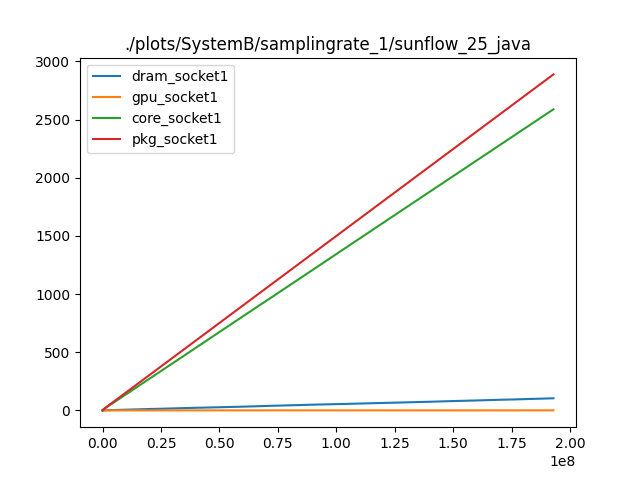 ./plots/SystemB/samplingrate_1/sunflow_25_java
3000
2500
2000
1500
1000
500
0
dram_socket1
gpu_socket1
core_socket1
pkg_socket1
0.00 0.25 0.50 0.75 1.00 1.25 1.50 1.75 2.00
1e8